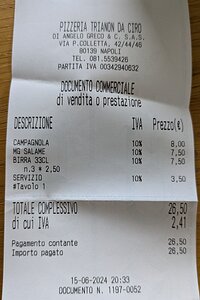 PIZZERIA TRIANON DA CIRO
DI ANGELO GRECO & C. S.A.S.
VIA P.COLLETTA, 42/44/46
80139 NAPOLI
TEL. 081.5539426
PARTITA IVA 00342940632
DOCUMENTO COMMERCIALE
di vendita o prestazione
DESCRIZIONE IVA Prezzo(€)
CAMPAGNOLA 10% 8,00
MG SALAME 10% 7,50
BIRRA 33CL 10% 7,50
n.3 * 2,50
SERVIZIO 10% 3,50
#Tavolo 1
TOTALE COMPLESSIVO 26,50
di cui IVA 2,41
Pagamento contante 26,50
Importo pagato 26,50
15-06-2024 20:33
DOCUMENTO N. 1197-0052